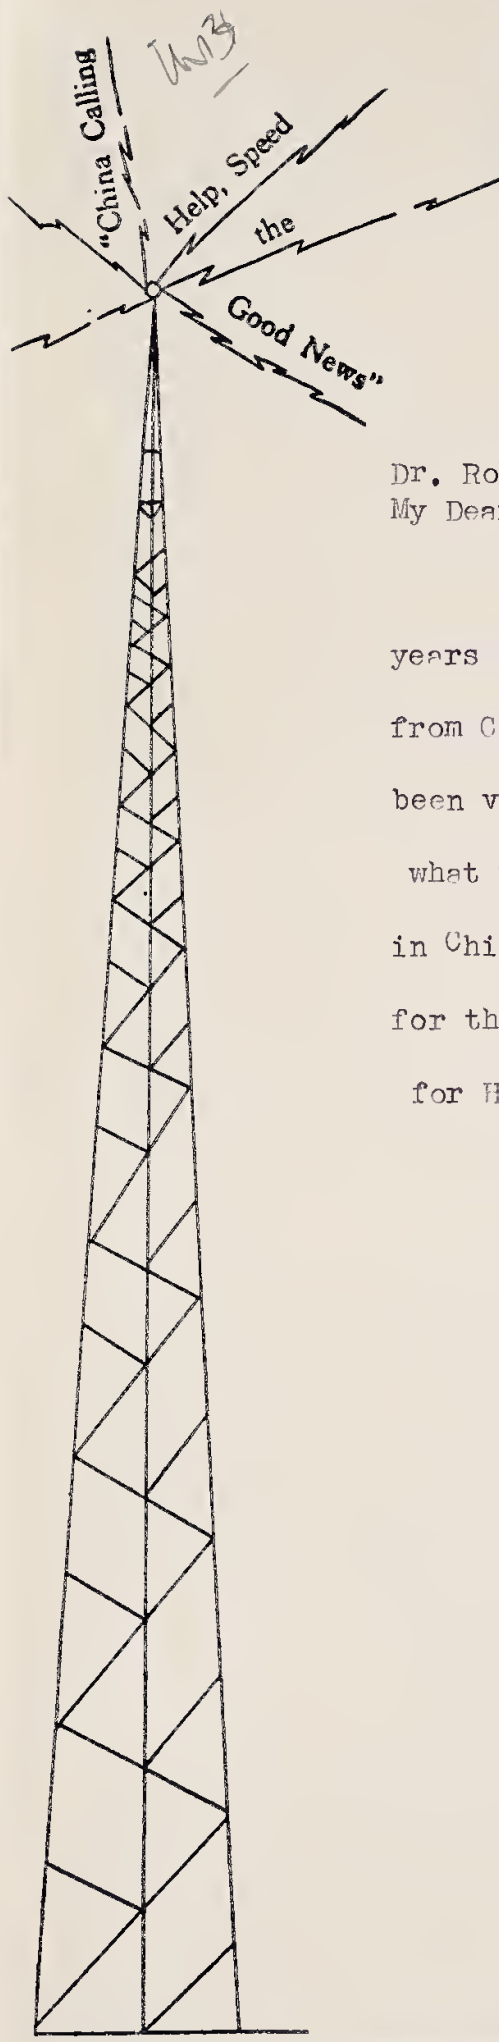 "China Calling
Help, Speed
the
Good News"
Dr. Ro
My Dea
years
from C
been v
what
in Chi
for th
for H